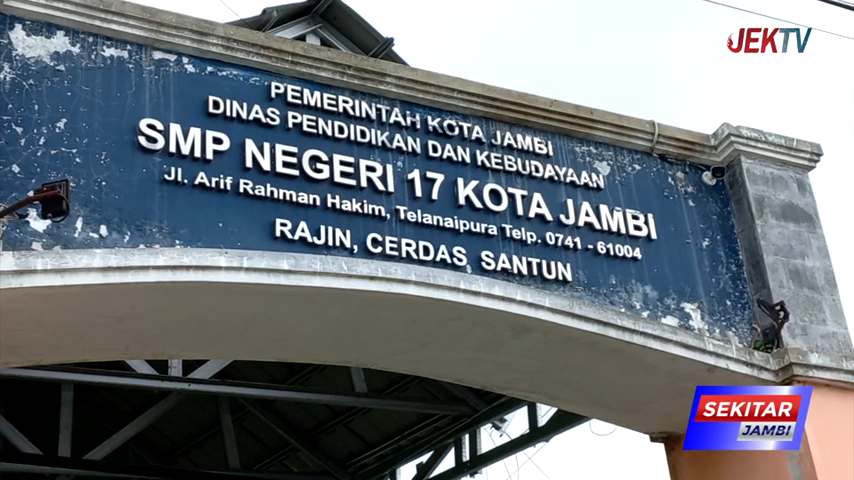 JEKTV
PEMERINTAH KOTA JAMBI
DINAS PENDIDIKAN DAN KEBUDAYAAN
SMP NEGERI 17 KOTA JAMBI
Jl. Arif Rahman Hakim, Telanaipura Telp. 0741 - 61004
RAJIN, CERDAS, SANTUN
SEKITAR
JAMBI